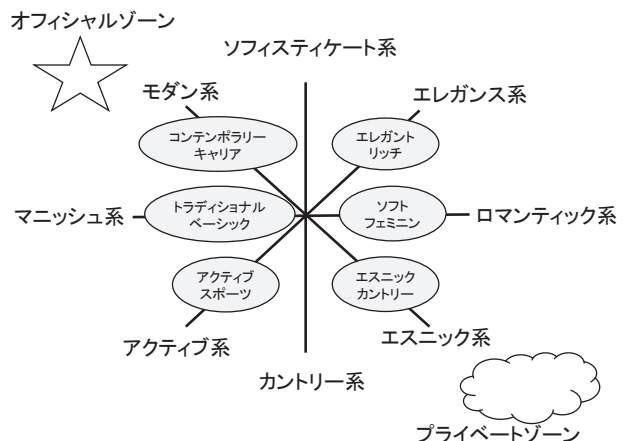 オフィシャルゾーン
ソフィスティケート系
モダン系
エレガンス系
コンテンポラリー
キャリア
エレガント
リッチ
マニッシュ系
トラディショナル
ベーシック
ソフト
フェミニン
ロマンティック系
アクティブ
スポーツ
エスニック
カントリー
アクティブ系
エスニック系
カントリー系
プライベートゾーン